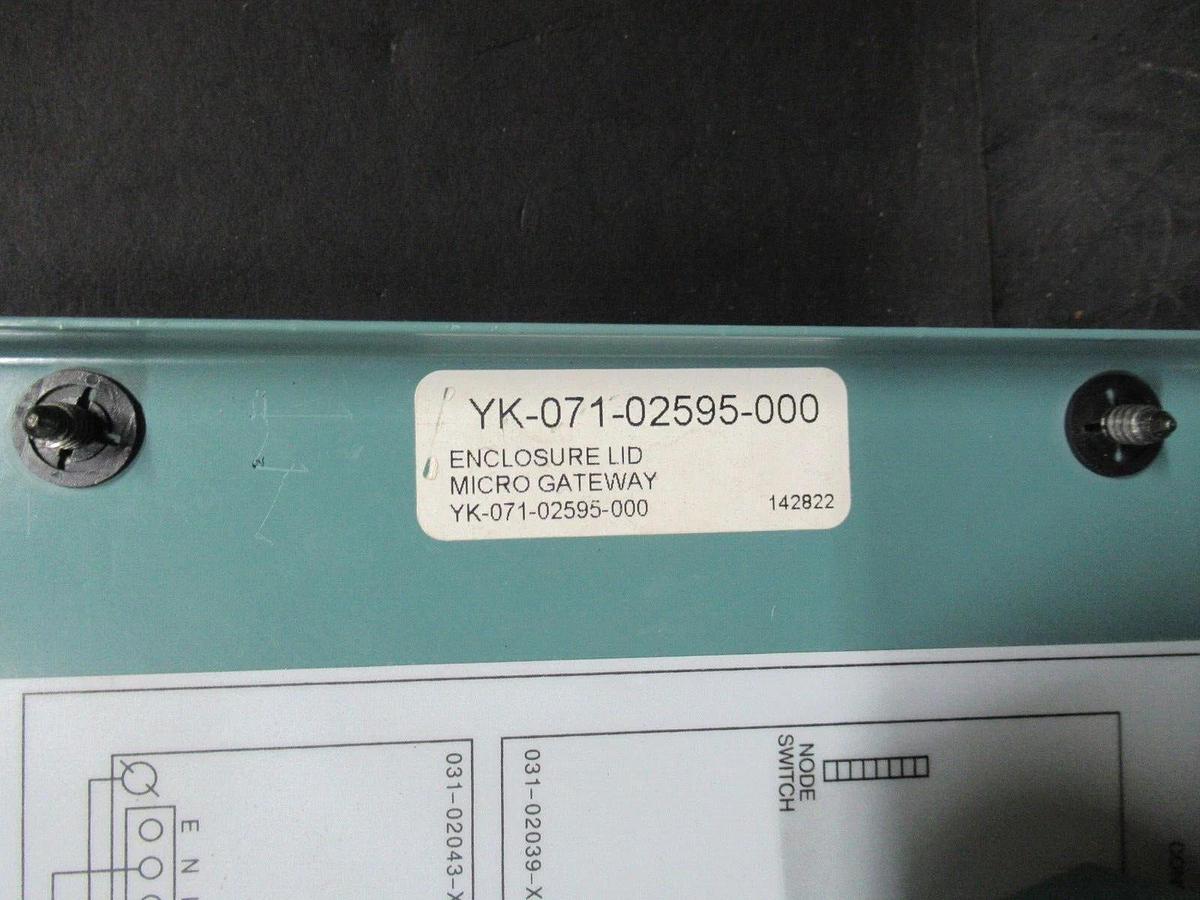 YK-071-02595-000
ENCLOSURE LID
MICRO GATEWAY
YK-071-02595-000
142822
NODE
SWITCH
031-02043-X
031-02039-X
E N